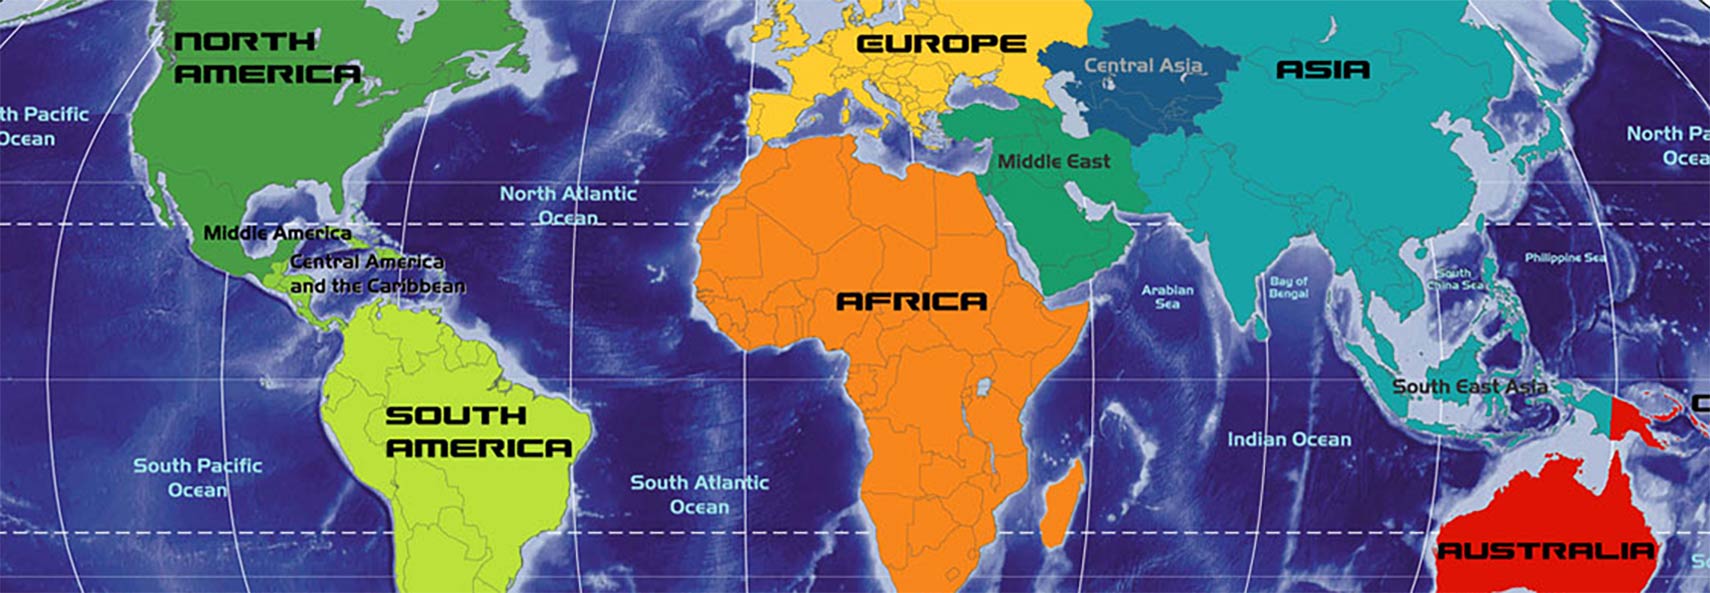 NORTH
AMERICA
EUROPE
Central Asia
ASIA
th Pacific
Ocean
North Pa
Ocea
Middle East
North Atlantic
Ocean
Middle America
Central America
and the Caribbean
Philippine Sea
South
China Sea
Bay of
Bengal
Arabian
Sea
AFRICA
South East Asia
SOUTH
AMERICA
Indian Ocean
South Pacific
Ocean
South Atlantic
Ocean
AUSTRALIA